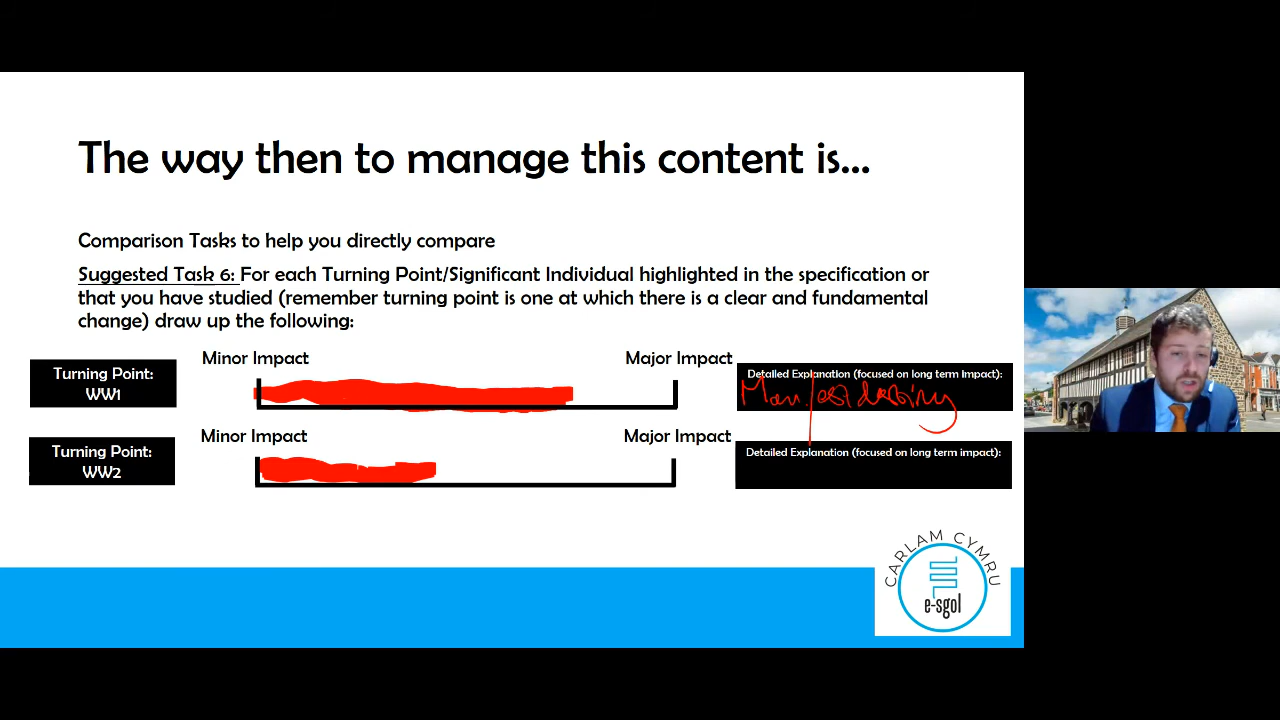 The way then to manage this content is...
Comparison Tasks to help you directly compare
Suggested Task 6: For each Turning Point/Significant Individual highlighted in the specification or
that you have studied (remember turning point is one at which there is a clear and fundamental
change) draw up the following:
Turning Point:
WW1
Minor Impact
Major Impact
Detailed Explanation (focused on long term impact):
Manifest destiny
Turning Point:
WW2
Minor Impact
Major Impact
Detailed Explanation (focused on long term impact):
CARLAM CYMRU
e-sgol